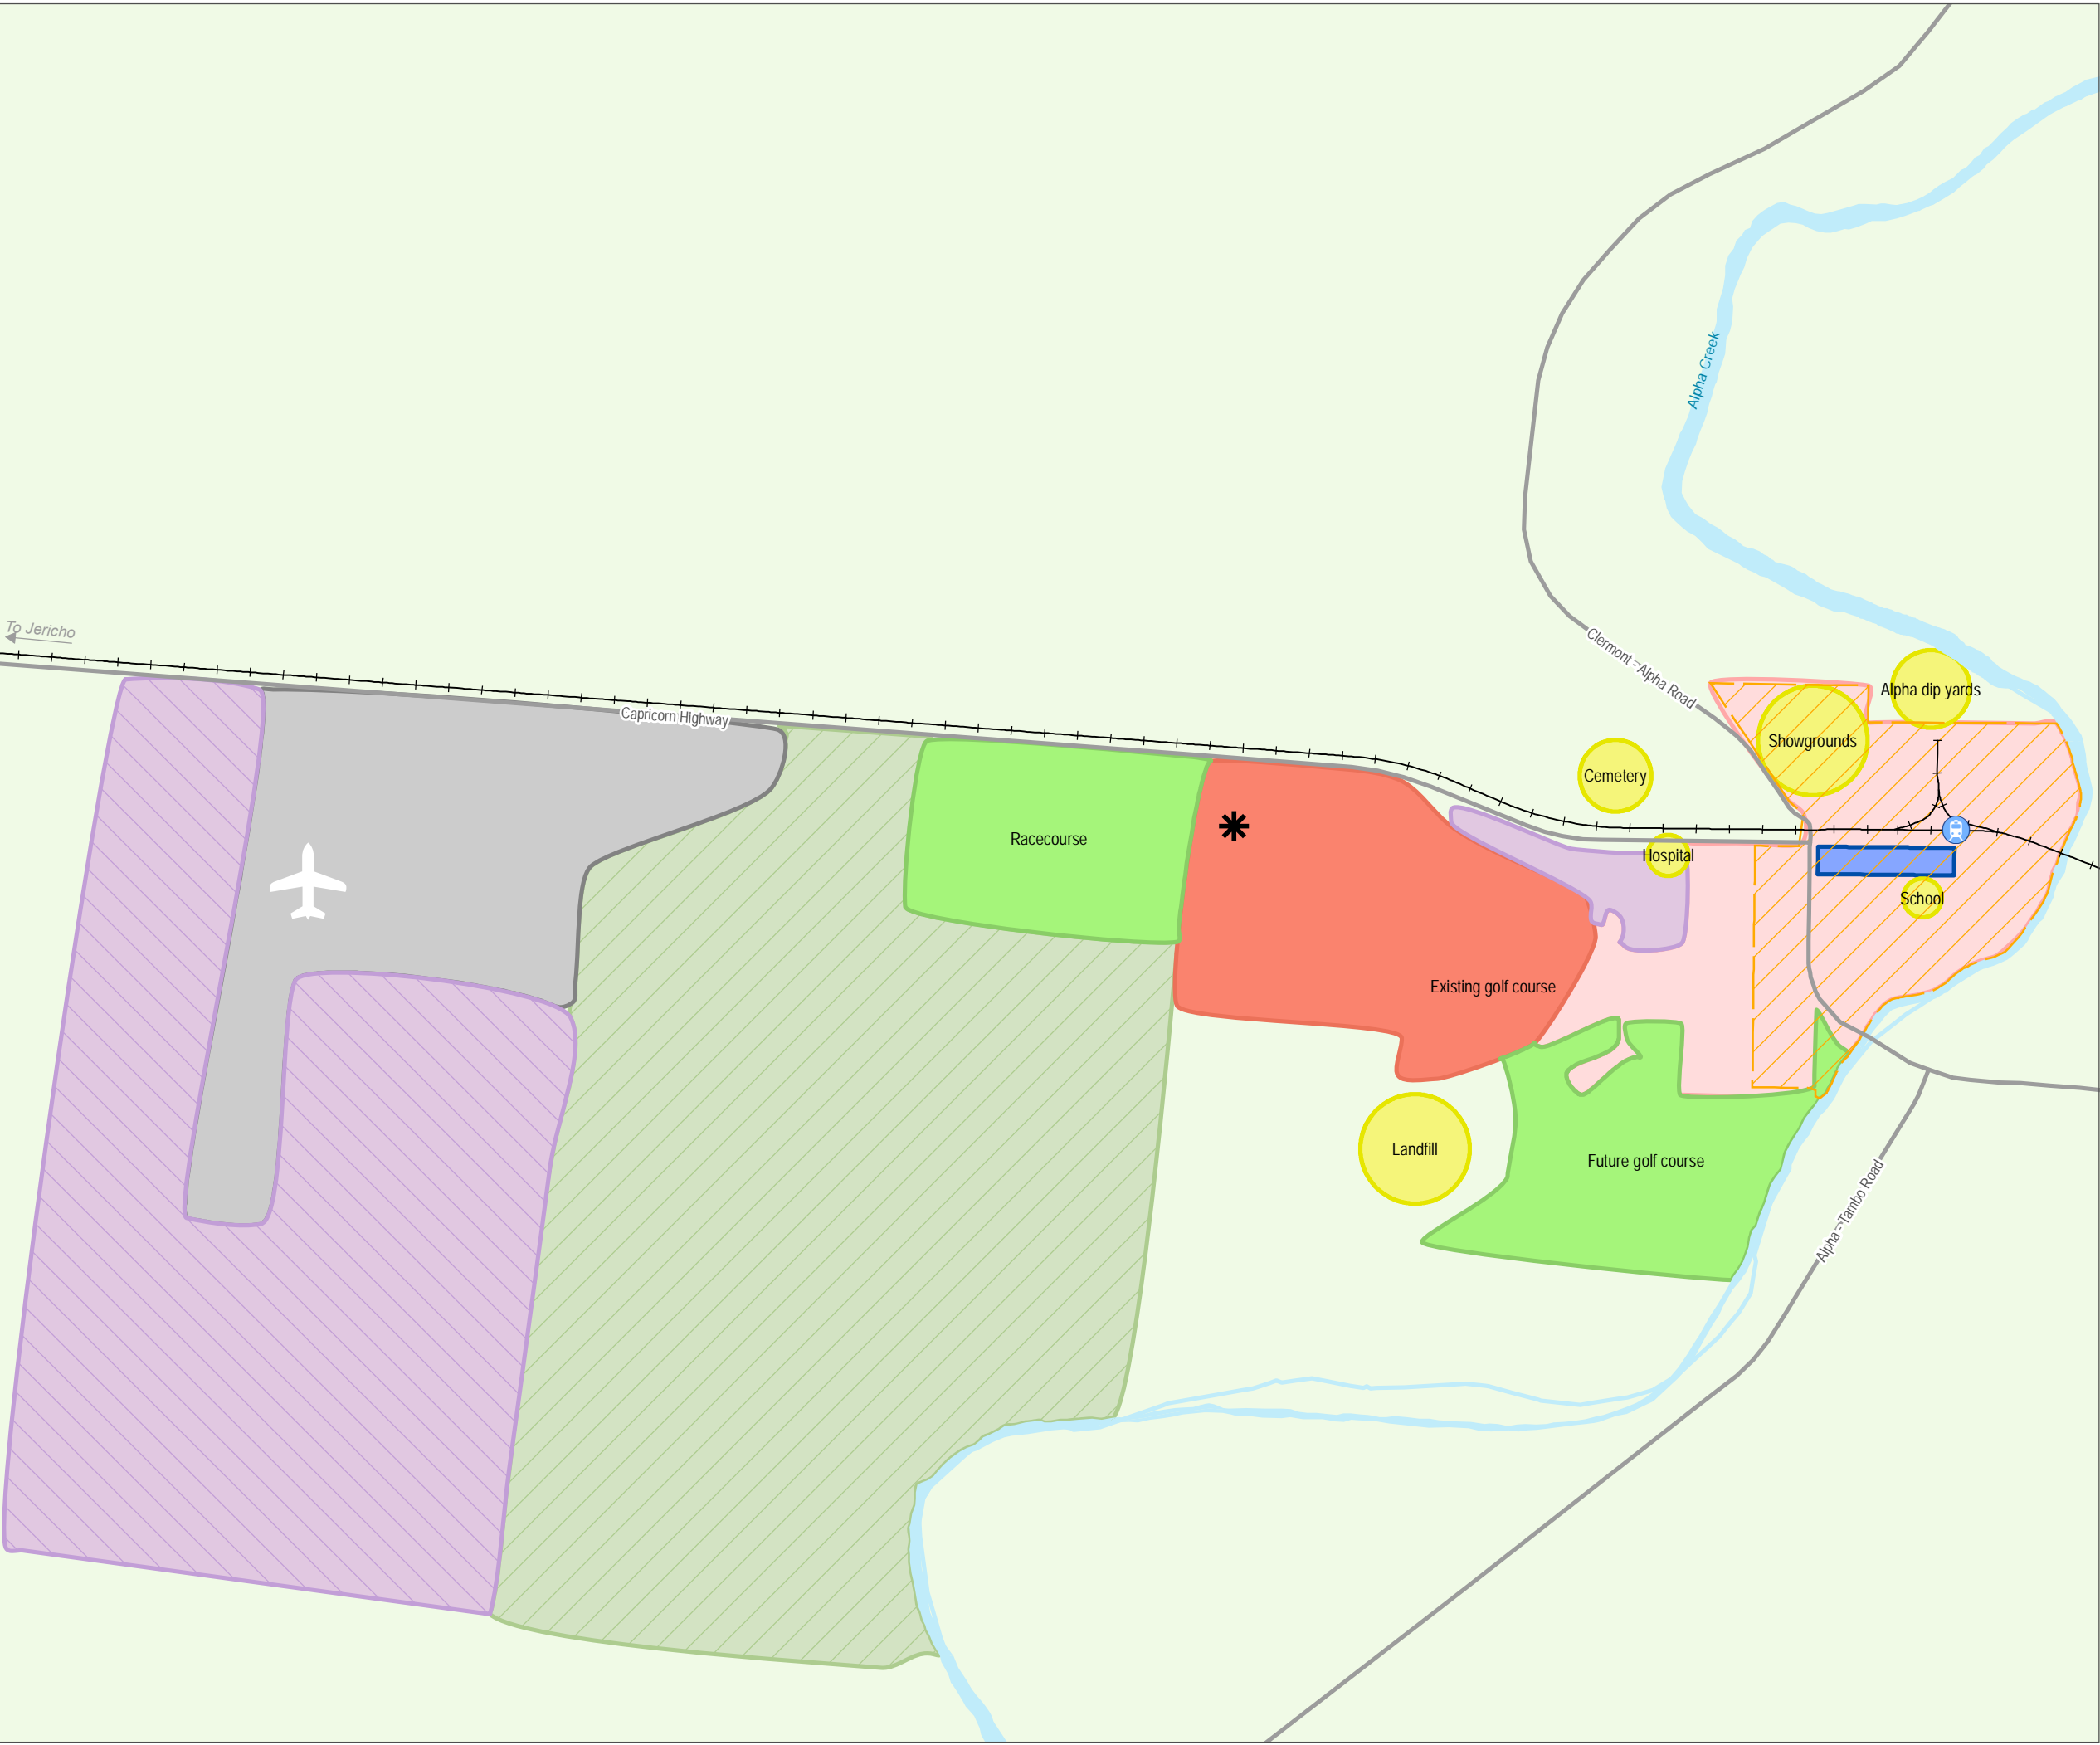 Alpha Creek
To Jericho
Clermont - Alpha Road
Alpha dip yards
Capricorn Highway
Showgrounds
Cemetery
Racecourse
Hospital
School
Existing golf course
Landfill
Future golf course
Alpha - Tambo Road